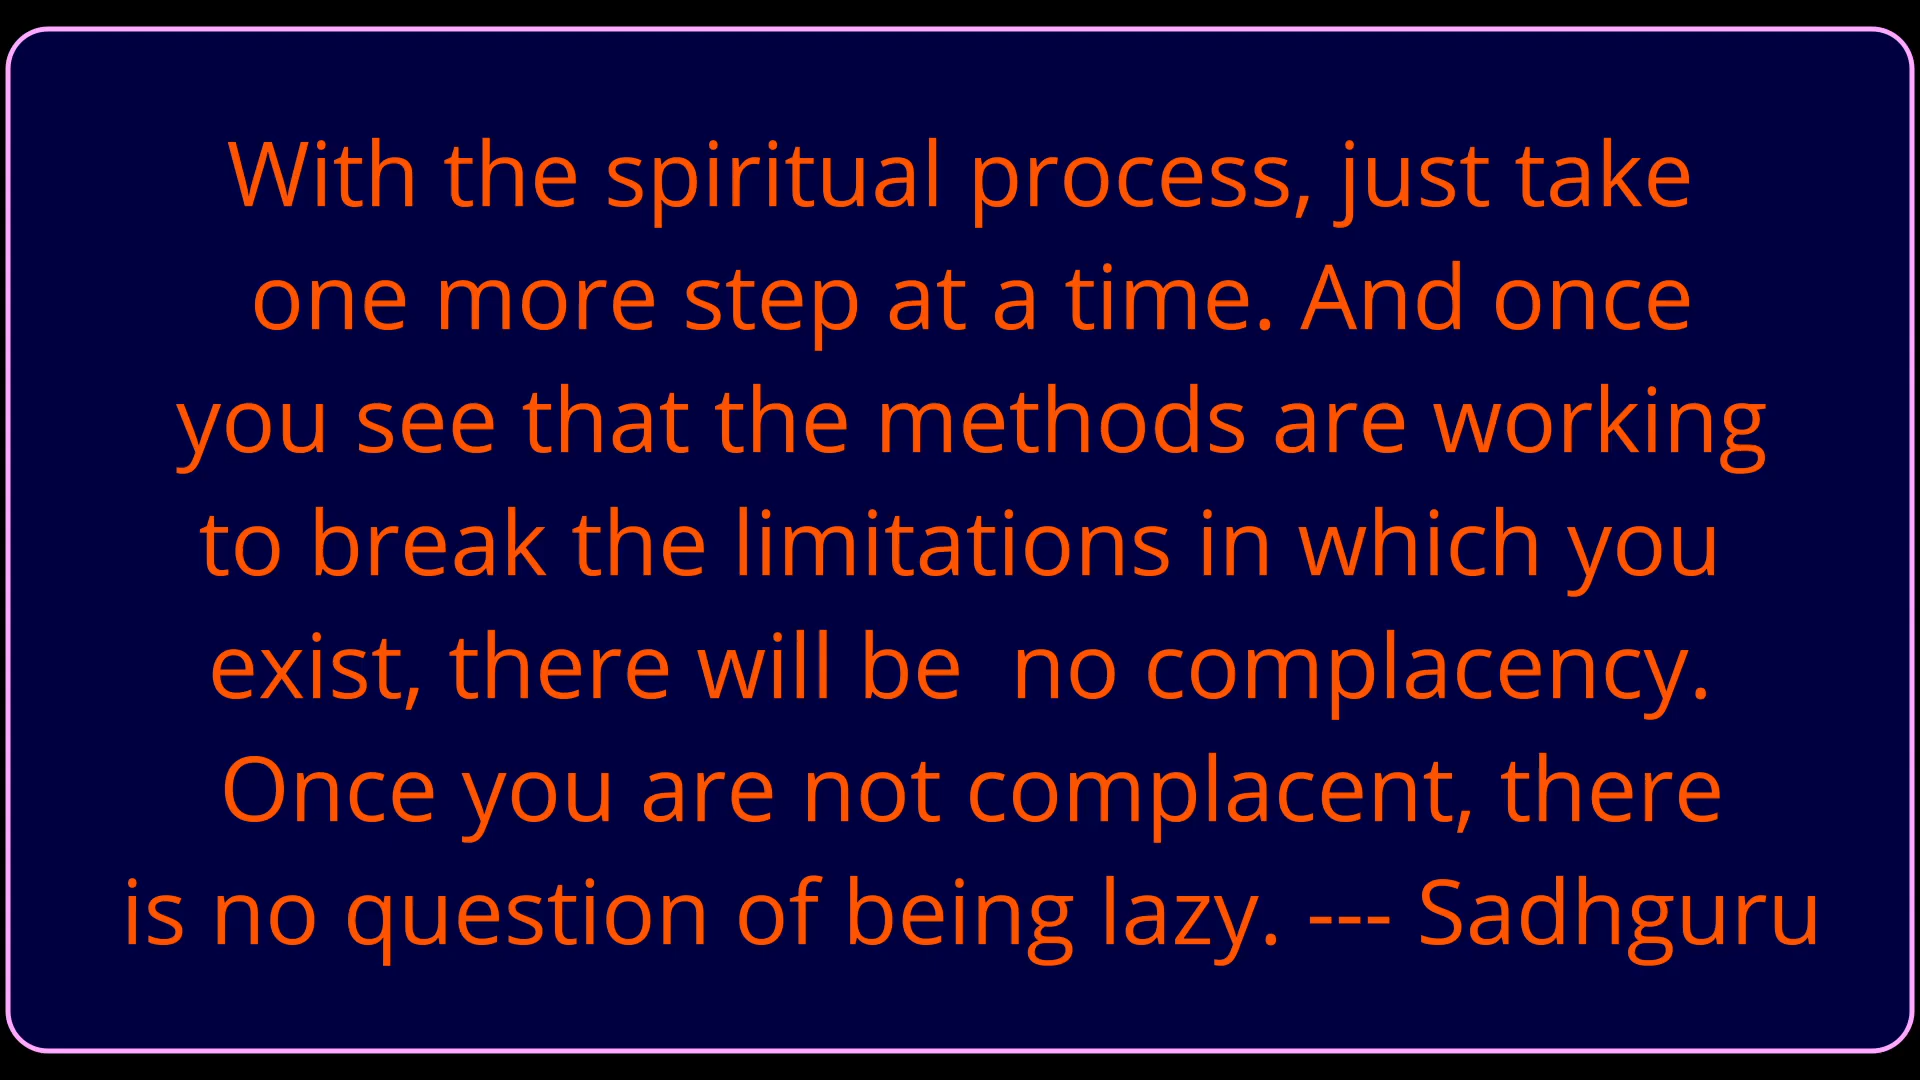 With the spiritual process, just take
one more step at a time. And once
you see that the methods are working
to break the limitations in which you
exist, there will be  no complacency.
Once you are not complacent, there
is no question of being lazy. --- Sadhguru